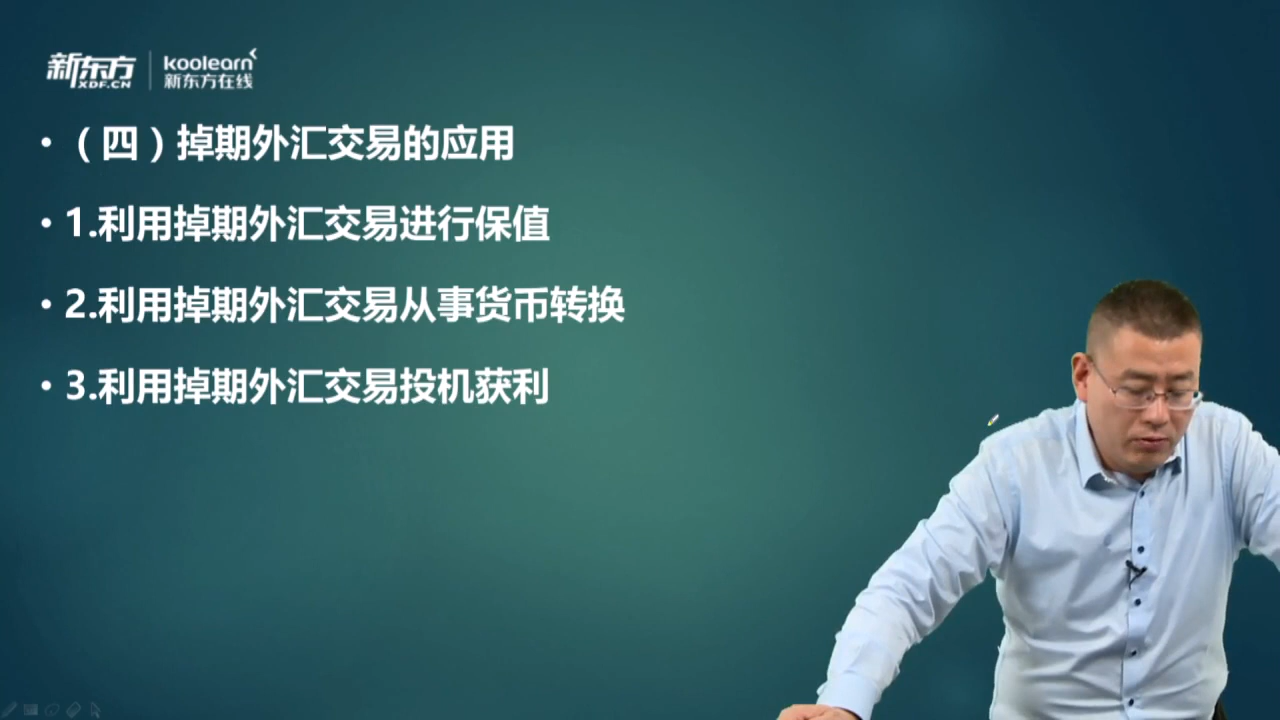 新东方
XDF.CN
koolearn
新东方在线
• （四）掉期外汇交易的应用
• 1.利用掉期外汇交易进行保值
• 2.利用掉期外汇交易从事货币转换
• 3.利用掉期外汇交易投机获利